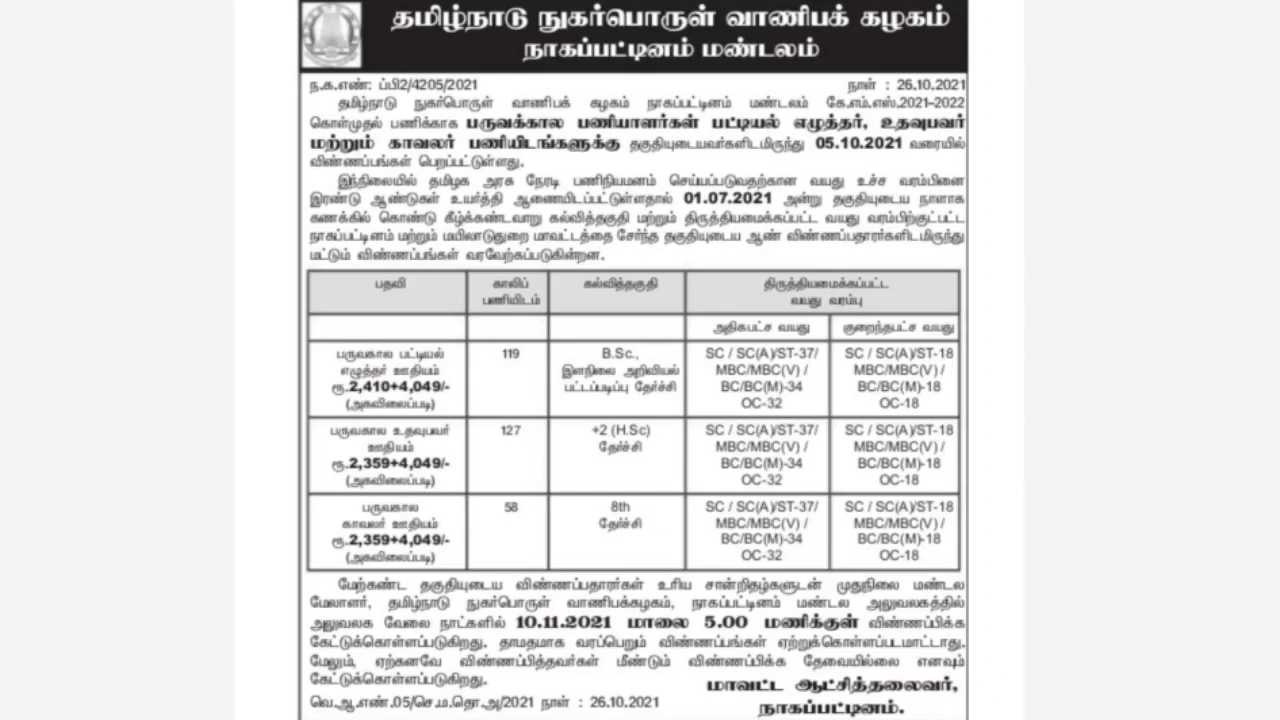 தமிழ்நாடு நுகர்பொருள் வாணிபக் கழகம்
நாகப்பட்டினம் மண்டலம்
ந.க.எண்: ப்பி2/4205/2021 நாள் : 26.10.2021
தமிழ்நாடு நுகர்பொருள் வாணிபக் கழகம் நாகப்பட்டினம் மண்டலம் கே.எம்.எஸ்.2021–2022
கொள்முதல் பணிக்காக பருவக்கால பணியாளர்கள் பட்டியல் எழுத்தர், உதவுபவர்
மற்றும் காவலர் பணியிடங்களுக்கு தகுதியுடையவர்களிடமிருந்து 05.10.2021 வரையில்
விண்ணப்பங்கள் பெறப்பட்டுள்ளது.
இந்நிலையில் தமிழக அரசு நேரடி பணிநியமனம் செய்யப்படுவதற்கான வயது உச்ச வரம்பினை
இரண்டு ஆண்டுகள் உயர்த்தி ஆணையிடப்பட்டுள்ளதால் 01.07.2021 அன்று தகுதியுடைய நாளாக
கணக்கில் கொண்டு கீழ்க்கண்டவாறு கல்வித்தகுதி மற்றும் திருத்தியமைக்கப்பட்ட வயது வரம்பிற்குட்பட்ட
நாகப்பட்டினம் மற்றும் மயிலாடுதுறை மாவட்டத்தை சேர்ந்த தகுதியுடைய ஆண் விண்ணப்பதாரர்களிடமிருந்து
மட்டும் விண்ணப்பங்கள் வரவேற்கப்படுகின்றன.
பதவி காலிப் பணியிடம் கல்வித்தகுதி திருத்தியமைக்கப்பட்ட வயது வரம்பு
அதிகபட்ச வயது குறைந்தபட்ச வயது
பருவகால பட்டியல் 119 B.Sc., SC / SC(A)/ST-37/ SC / SC(A)/ST-18
எழுத்தர் ஊதியம் இளநிலை அறிவியல் MBC/MBC(V) / MBC/MBC(V) /
ரூ.2,410+4,049/- பட்டப்படிப்பு தேர்ச்சி BC/BC(M)-34 BC/BC(M)-18
(அகவிலைப்படி) OC-32 OC-18
பருவகால உதவுபவர் 127 +2 (H.Sc) SC / SC(A)/ST-37/ SC / SC(A)/ST-18
ஊதியம் தேர்ச்சி MBC/MBC(V) / MBC/MBC(V) /
ரூ.2,359+4,049/- BC/BC(M)-34 BC/BC(M)-18
(அகவிலைப்படி) OC-32 OC-18
பருவகால 58 8th SC / SC(A)/ST-37/ SC / SC(A)/ST-18
காவலர் ஊதியம் தேர்ச்சி MBC/MBC(V) / MBC/MBC(V) /
ரூ.2,359+4,049/- BC/BC(M)-34 BC/BC(M)-18
(அகவிலைப்படி) OC-32 OC-18
மேற்கண்ட தகுதியுடைய விண்ணப்பதாரர்கள் உரிய சான்றிதழ்களுடன் முதுநிலை மண்டல
மேலாளர், தமிழ்நாடு நுகர்பொருள் வாணிபக்கழகம், நாகப்பட்டினம் மண்டல அலுவலகத்தில்
அலுவலக வேலை நாட்களில் 10.11.2021 மாலை 5.00 மணிக்குள் விண்ணப்பிக்க
கேட்டுக்கொள்ளப்படுகிறது. தாமதமாக வரப்பெறும் விண்ணப்பங்கள் ஏற்றுக்கொள்ளப்படமாட்டாது.
மேலும், ஏற்கனவே விண்ணப்பித்தவர்கள் மீண்டும் விண்ணப்பிக்க தேவையில்லை எனவும்
கேட்டுக்கொள்ளப்படுகிறது.
மாவட்ட ஆட்சித்தலைவர்,
வெ.ஆ.எண்.05/செ.ம.தொ.அ/2021 நாள் : 26.10.2021 நாகப்பட்டினம்.